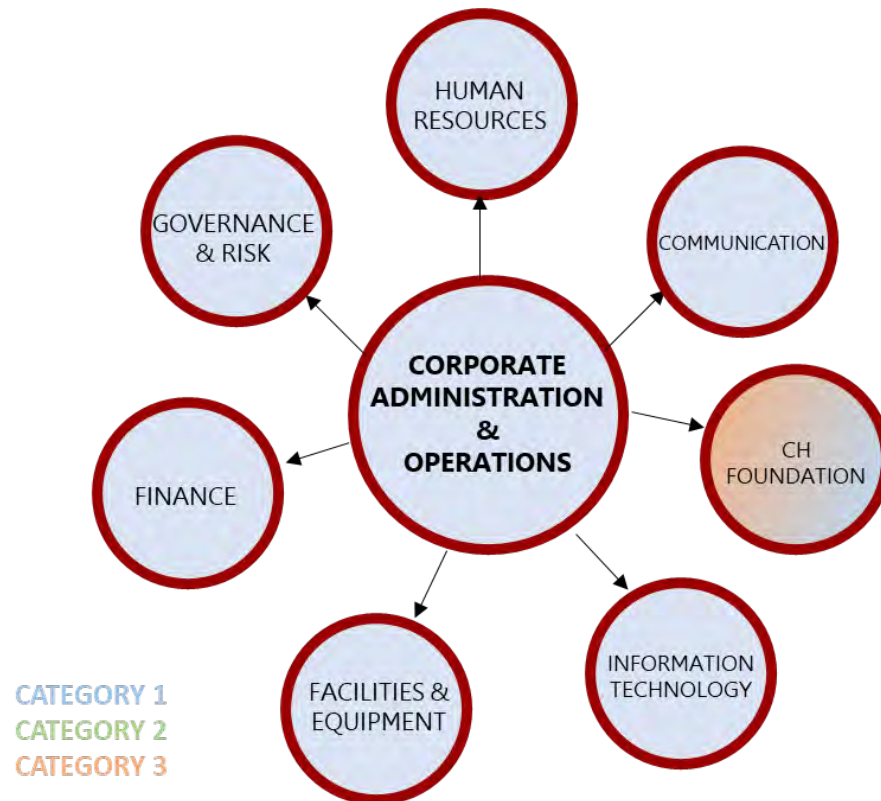 HUMAN
RESOURCES
GOVERNANCE
& RISK
COMMUNICATION
CORPORATE
ADMINISTRATION
&
OPERATIONS
CH
FOUNDATION
FINANCE
INFORMATION
TECHNOLOGY
FACILITIES &
EQUIPMENT
CATEGORY 1
CATEGORY 2
CATEGORY 3